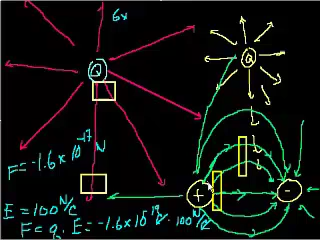 6x
Q
Q
F = -1.6 x 10^-17 N
+ -
E = 100 N/C
F = q · E = -1.6 x 10^-19 C · 100 N/C